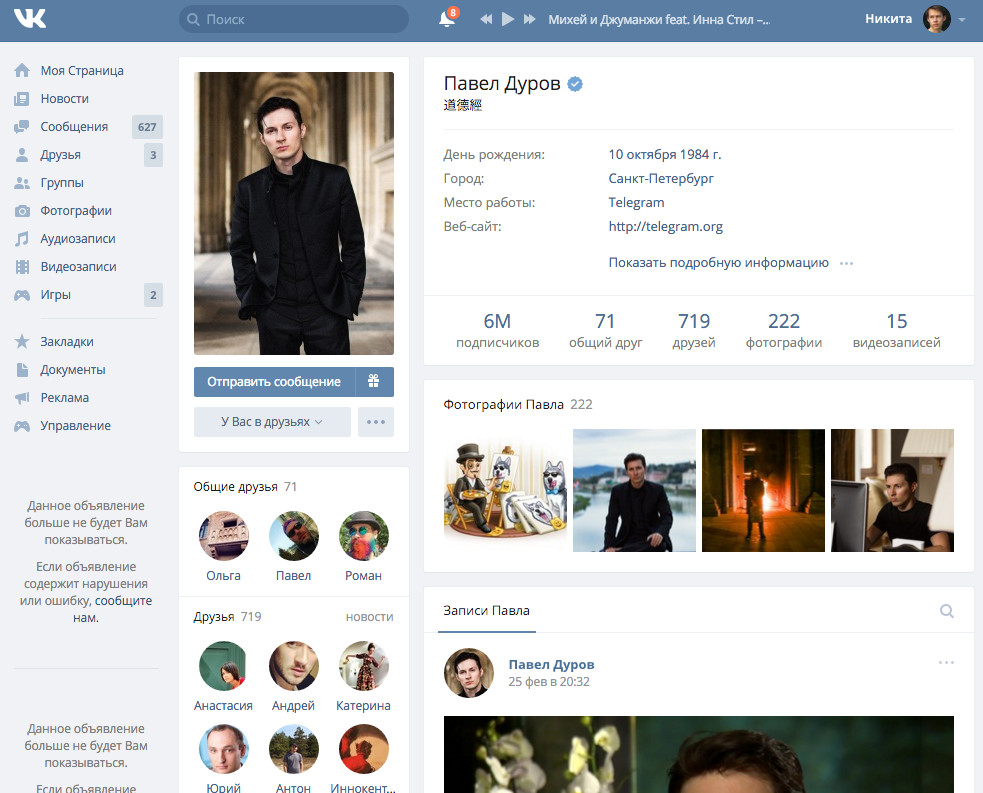 Поиск
8
Михей и Джуманжи feat. Инна Стил –...
Никита
Моя Страница
Новости
Сообщения 627
Друзья 3
Группы
Фотографии
Аудиозаписи
Видеозаписи
Игры 2
Закладки
Документы
Реклама
Управление
Данное объявление
больше не будет Вам
показываться.
Если объявление
содержит нарушения
или ошибку, сообщите
нам.
Данное объявление
больше не будет Вам
показываться.
Если объявление
Отправить сообщение
У Вас в друзьях
Общие друзья 71
Ольга Павел Роман
Друзья 719 новости
Анастасия Андрей Катерина
Юрий Антон Иннокент...
Павел Дуров
道德經
День рождения: 10 октября 1984 г.
Город: Санкт-Петербург
Место работы: Telegram
Веб-сайт: http://telegram.org
Показать подробную информацию
6M 71 719 222 15
подписчиков общий друг друзей фотографии видеозаписей
Фотографии Павла 222
Записи Павла
Павел Дуров
25 фев в 20:32